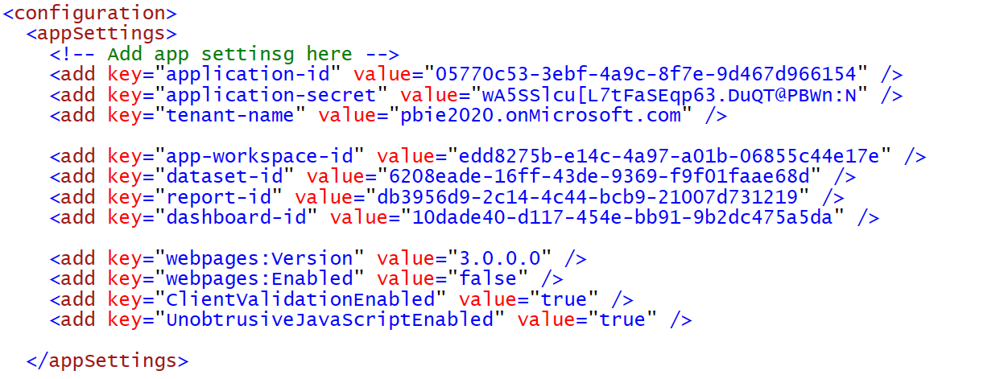 <configuration>
<appSettings>
<!-- Add app settinsg here -->
<add key="application-id" value="05770c53-3ebf-4a9c-8f7e-9d467d966154" />
<add key="application-secret" value="wA5SSlcu[L7tFaSEqp63.DuQT@PBWn:N" />
<add key="tenant-name" value="pbie2020.onMicrosoft.com" />
<add key="app-workspace-id" value="edd8275b-e14c-4a97-a01b-06855c44e17e" />
<add key="dataset-id" value="6208eade-16ff-43de-9369-f9f01faae68d" />
<add key="report-id" value="db3956d9-2c14-4c44-bcb9-21007d731219" />
<add key="dashboard-id" value="10dade40-d117-454e-bb91-9b2dc475a5da" />
<add key="webpages:Version" value="3.0.0.0" />
<add key="webpages:Enabled" value="false" />
<add key="ClientValidationEnabled" value="true" />
<add key="UnobtrusiveJavaScriptEnabled" value="true" />
</appSettings>